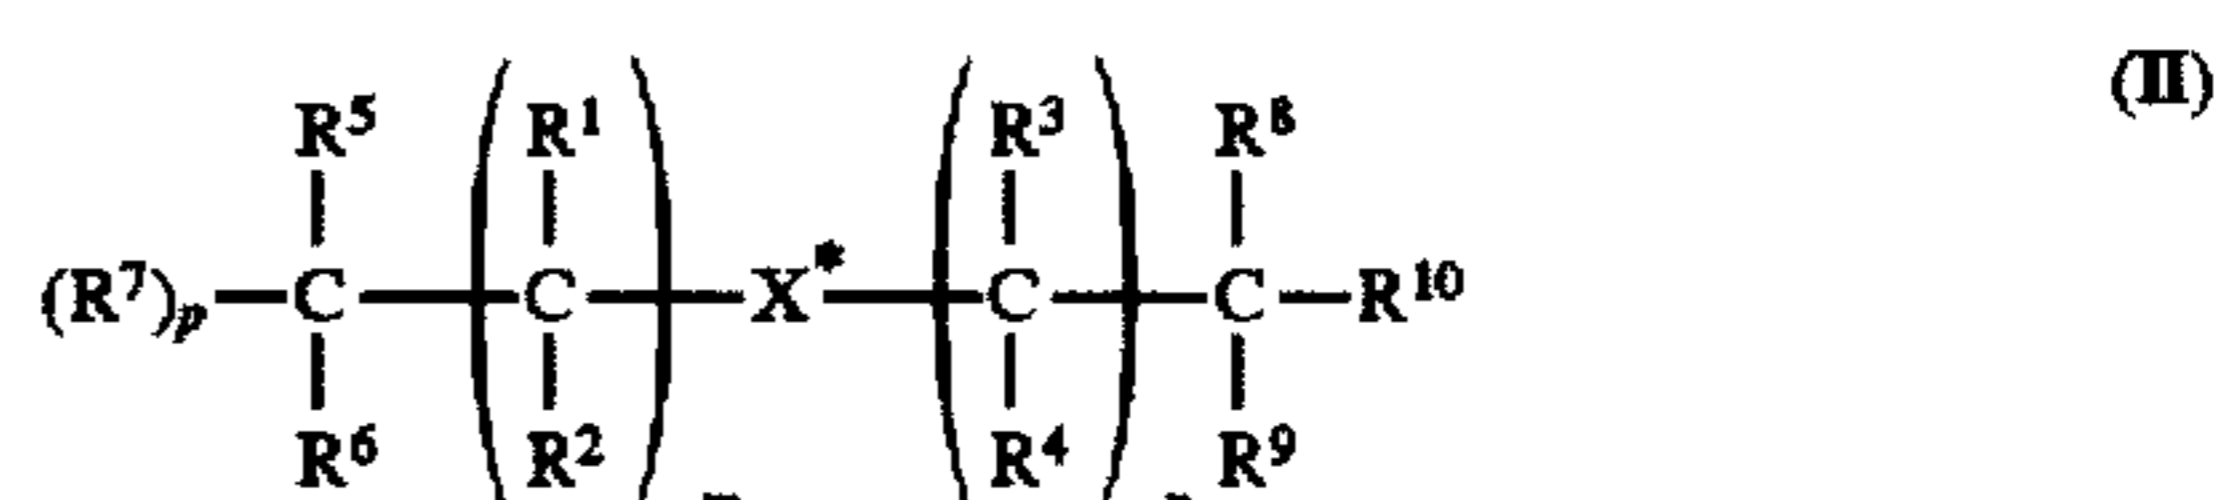 (II)
R⁵ R¹ R³ R⁸
(R⁷)ₚ—C—(C)—X*—(C)—C—R¹⁰
R⁶ R² R⁴ R⁹